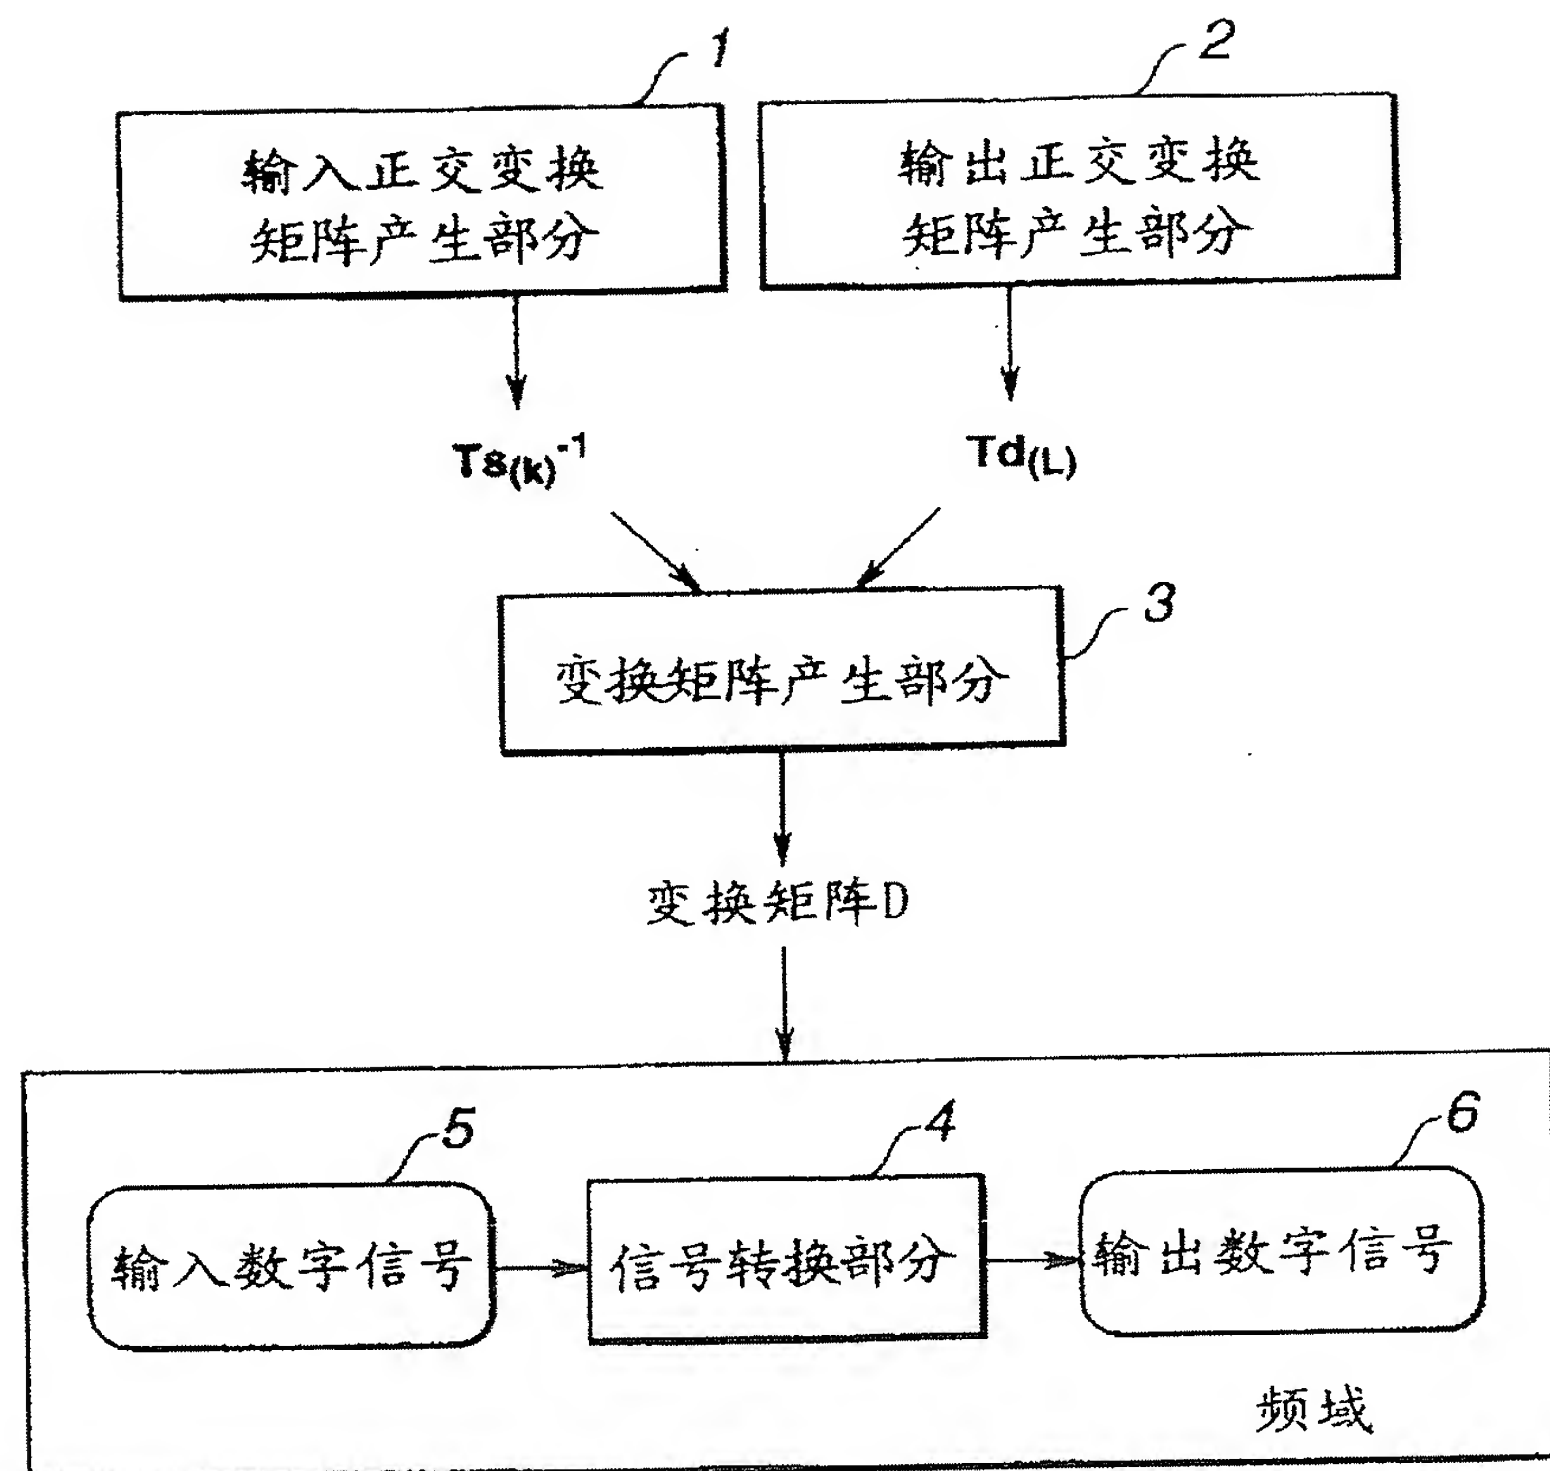 1
2
输入正交变换
矩阵产生部分
输出正交变换
矩阵产生部分
Ts(k)-1
Td(L)
3
变换矩阵产生部分
变换矩阵D
5
4
6
输入数字信号
信号转换部分
输出数字信号
频域